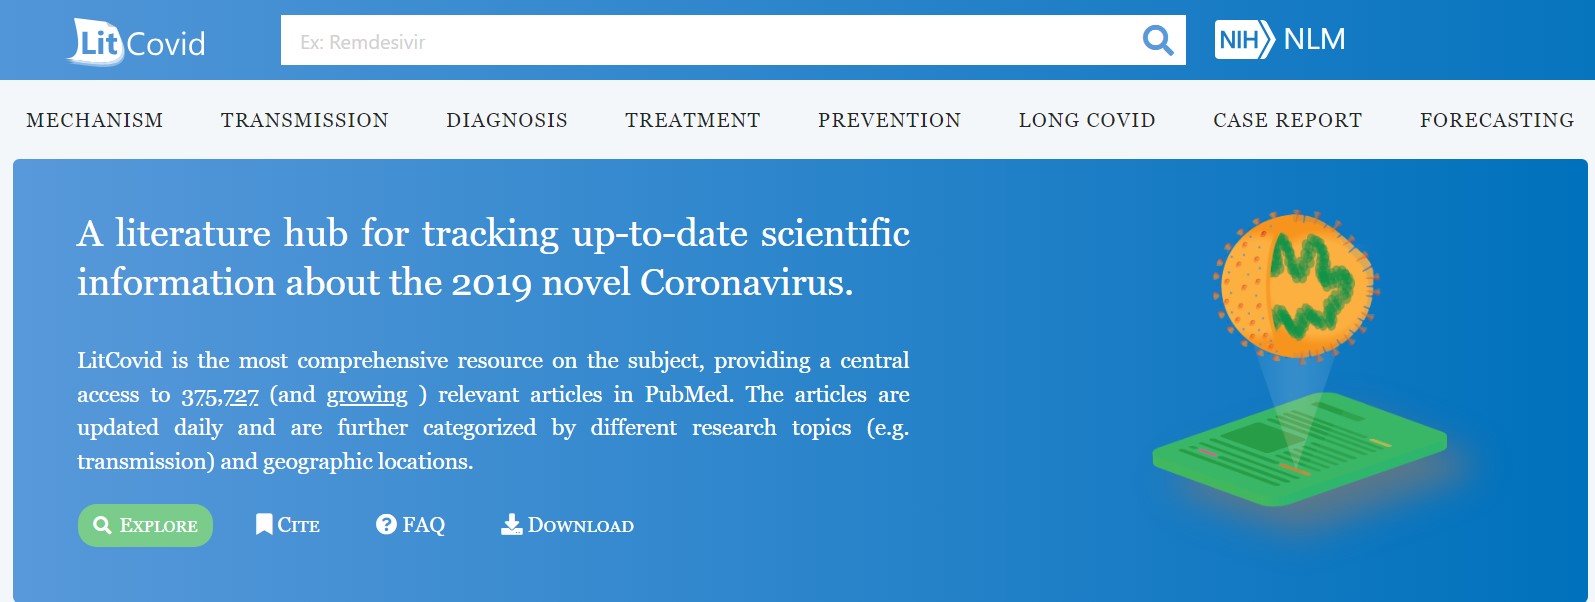 LitCovid
Ex: Remdesivir
NIH NLM
MECHANISM TRANSMISSION DIAGNOSIS TREATMENT PREVENTION LONG COVID CASE REPORT FORECASTING
A literature hub for tracking up-to-date scientific
information about the 2019 novel Coronavirus.
LitCovid is the most comprehensive resource on the subject, providing a central
access to 375,727 (and growing ) relevant articles in PubMed. The articles are
updated daily and are further categorized by different research topics (e.g.
transmission) and geographic locations.
Explore Cite FAQ Download